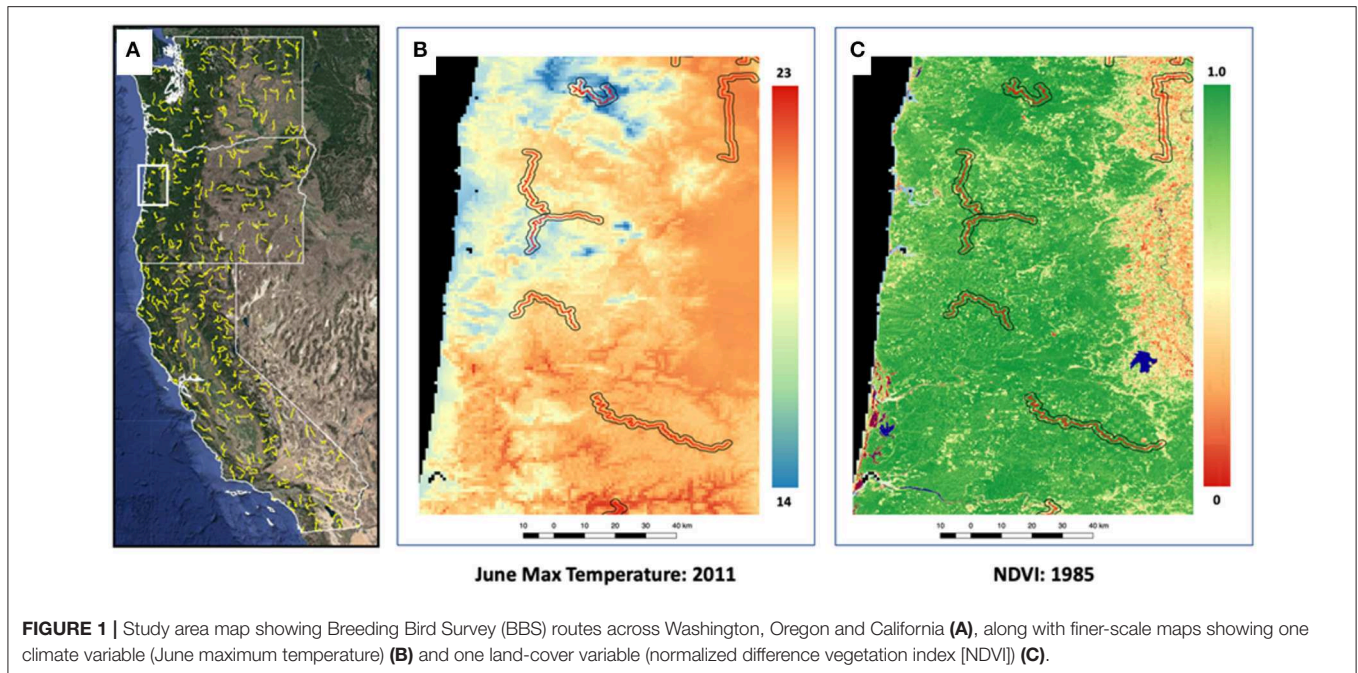 A
B
23
14
10 0 10 20 30 40 km
June Max Temperature: 2011
C
1.0
0
10 0 10 20 30 40 km
NDVI: 1985
FIGURE 1 | Study area map showing Breeding Bird Survey (BBS) routes across Washington, Oregon and California (A), along with finer-scale maps showing one
climate variable (June maximum temperature) (B) and one land-cover variable (normalized difference vegetation index [NDVI]) (C).